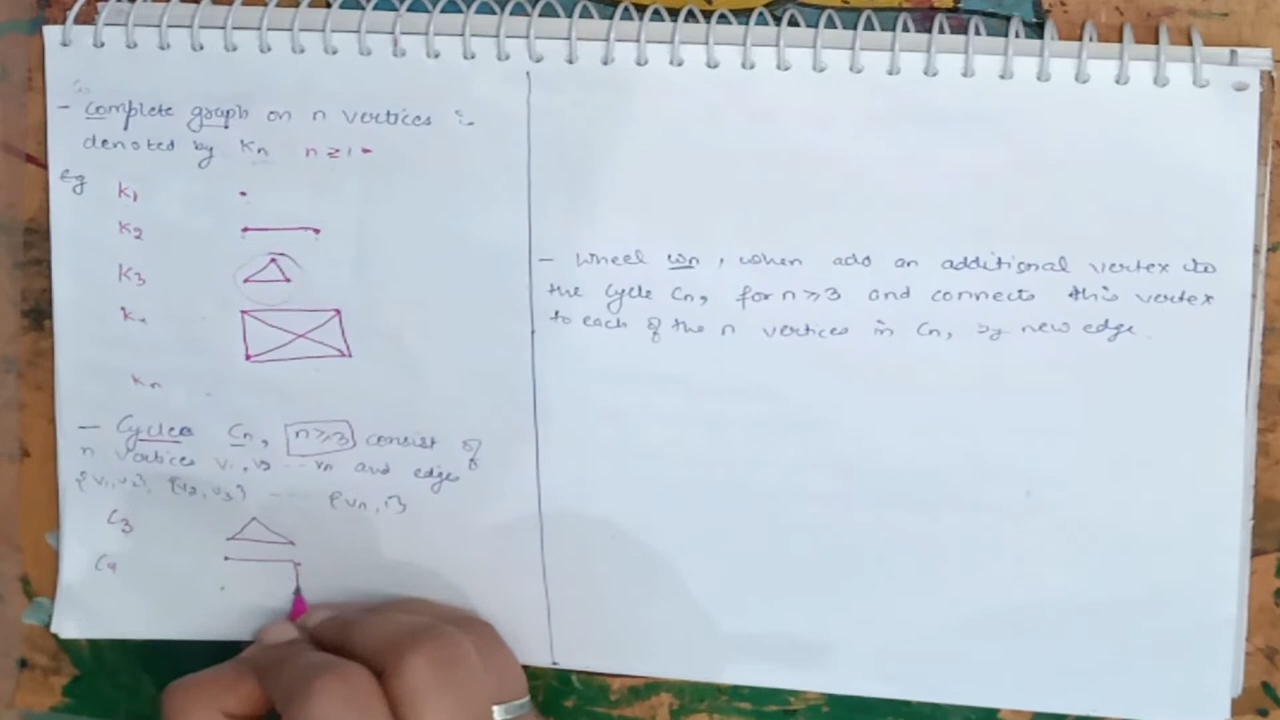 - Complete graph on n vertices is
denoted by Kn n ≥ 1
eg K1
K2
K3
K4
Kn
- Cycles Cn, n≥3 consist of
n vertices v1, v2 --- vn and edges
{v1,v2}, {v2,v3} --- {vn, 1}
C3
C4
- Wheel wn, when add an additional vertex to
the Cycle Cn, for n≥3 and connects this vertex
to each of the n vertices in Cn, by new edge.